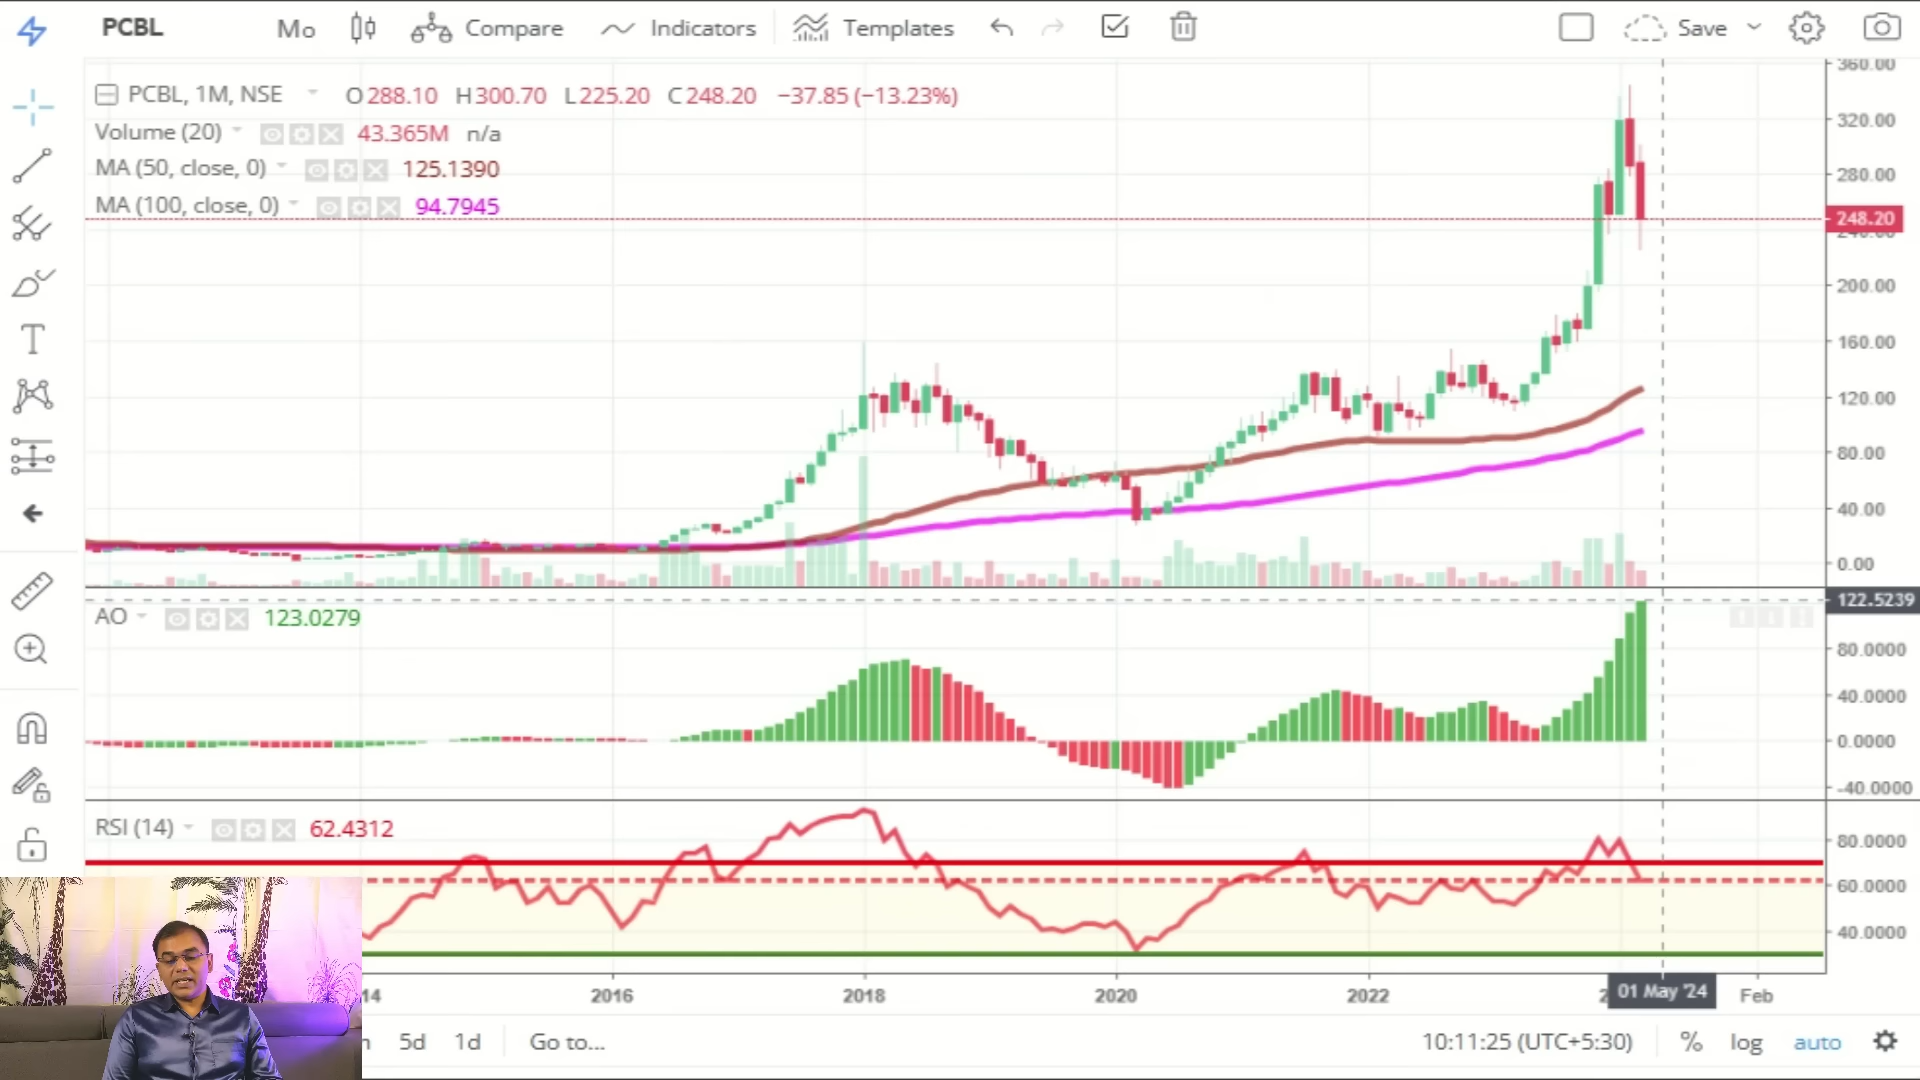 PCBL Mo Compare Indicators Templates Save
PCBL, 1M, NSE O288.10 H300.70 L225.20 C248.20 −37.85 (−13.23%)
Volume (20) 43.365M n/a
MA (50, close, 0) 125.1390
MA (100, close, 0) 94.7945
360.00
320.00
280.00
248.20
240.00
200.00
160.00
120.00
80.00
40.00
0.00
AO 123.0279
122.5239
80.0000
40.0000
0.0000
-40.0000
RSI (14) 62.4312
80.0000
60.0000
40.0000
14 2016 2018 2020 2022 01 May '24 Feb
5d 1d Go to... 10:11:25 (UTC+5:30) % log auto